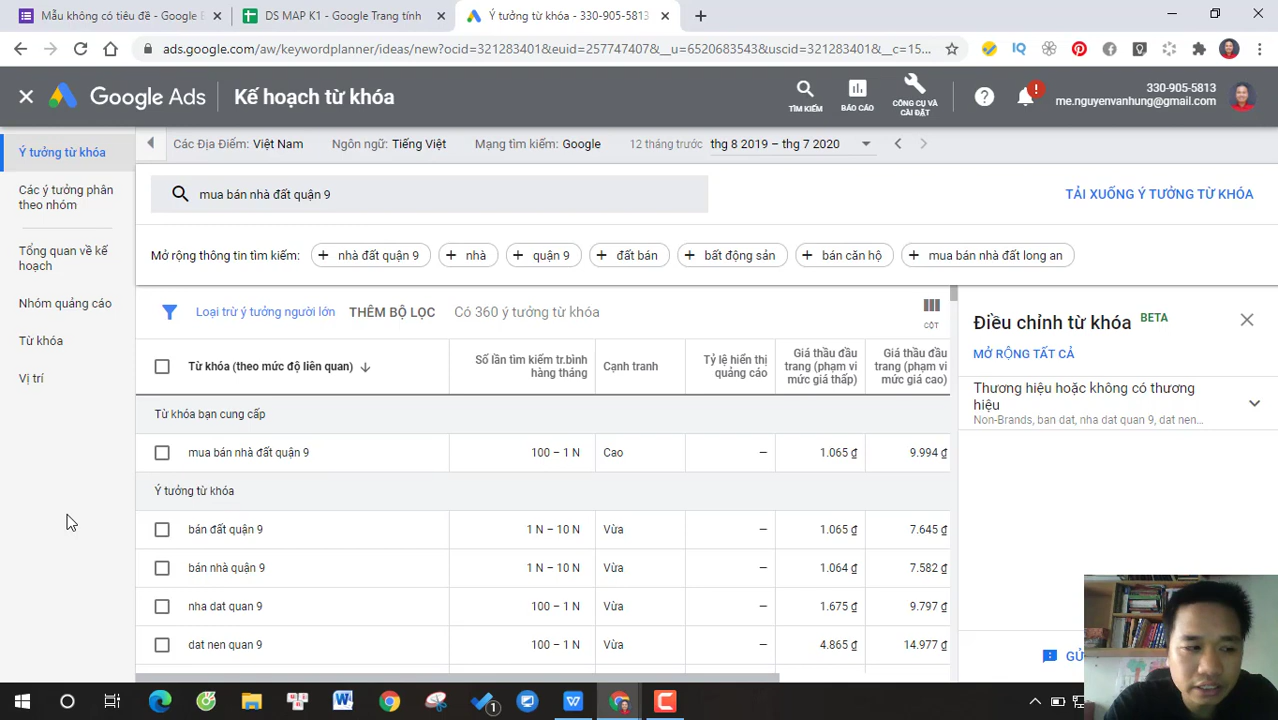 Mẫu không có tiêu đề - Google B
DS MAP K1 - Google Trang tính
Ý tưởng từ khóa - 330-905-5813
ads.google.com/aw/keywordplanner/ideas/new?ocid=321283401&euid=257747407&__u=6520683543&uscid=321283401&__c=15...
Google Ads
Kế hoạch từ khóa
TÌM KIẾM
BÁO CÁO
CÔNG CỤ VÀ
CÀI ĐẶT
330-905-5813
me.nguyenvanhung@gmail.com
Ý tưởng từ khóa
Các Địa Điểm: Việt Nam
Ngôn ngữ: Tiếng Việt
Mạng tìm kiếm: Google
12 tháng trước
thg 8 2019 – thg 7 2020
Các ý tưởng phân
theo nhóm
Tổng quan về kế
hoạch
Nhóm quảng cáo
Từ khóa
Vị trí
mua bán nhà đất quận 9
TẢI XUỐNG Ý TƯỞNG TỪ KHÓA
Mở rộng thông tin tìm kiếm:
+ nhà đất quận 9
+ nhà
+ quận 9
+ đất bán
+ bất động sản
+ bán căn hộ
+ mua bán nhà đất long an
Loại trừ ý tưởng người lớn
THÊM BỘ LỌC
Có 360 ý tưởng từ khóa
CỘT
Từ khóa (theo mức độ liên quan)
Số lần tìm kiếm tr.bình
hàng tháng
Cạnh tranh
Tỷ lệ hiển thị
quảng cáo
Giá thầu đầu
trang (phạm vi
mức giá thấp)
Giá thầu đầu
trang (phạm vi
mức giá cao)
Từ khóa bạn cung cấp
mua bán nhà đất quận 9 100 – 1 N Cao – 1.065 ₫ 9.994 ₫
Ý tưởng từ khóa
bán đất quận 9 1 N – 10 N Vừa – 1.065 ₫ 7.645 ₫
bán nhà quận 9 1 N – 10 N Vừa – 1.064 ₫ 7.582 ₫
nha dat quan 9 100 – 1 N Vừa – 1.675 ₫ 9.797 ₫
dat nen quan 9 100 – 1 N Vừa – 4.865 ₫ 14.977 ₫
Điều chỉnh từ khóa BETA
MỞ RỘNG TẤT CẢ
Thương hiệu hoặc không có thương
hiệu
Non-Brands, ban dat, nha dat quan 9, dat nen...
GỬ
1